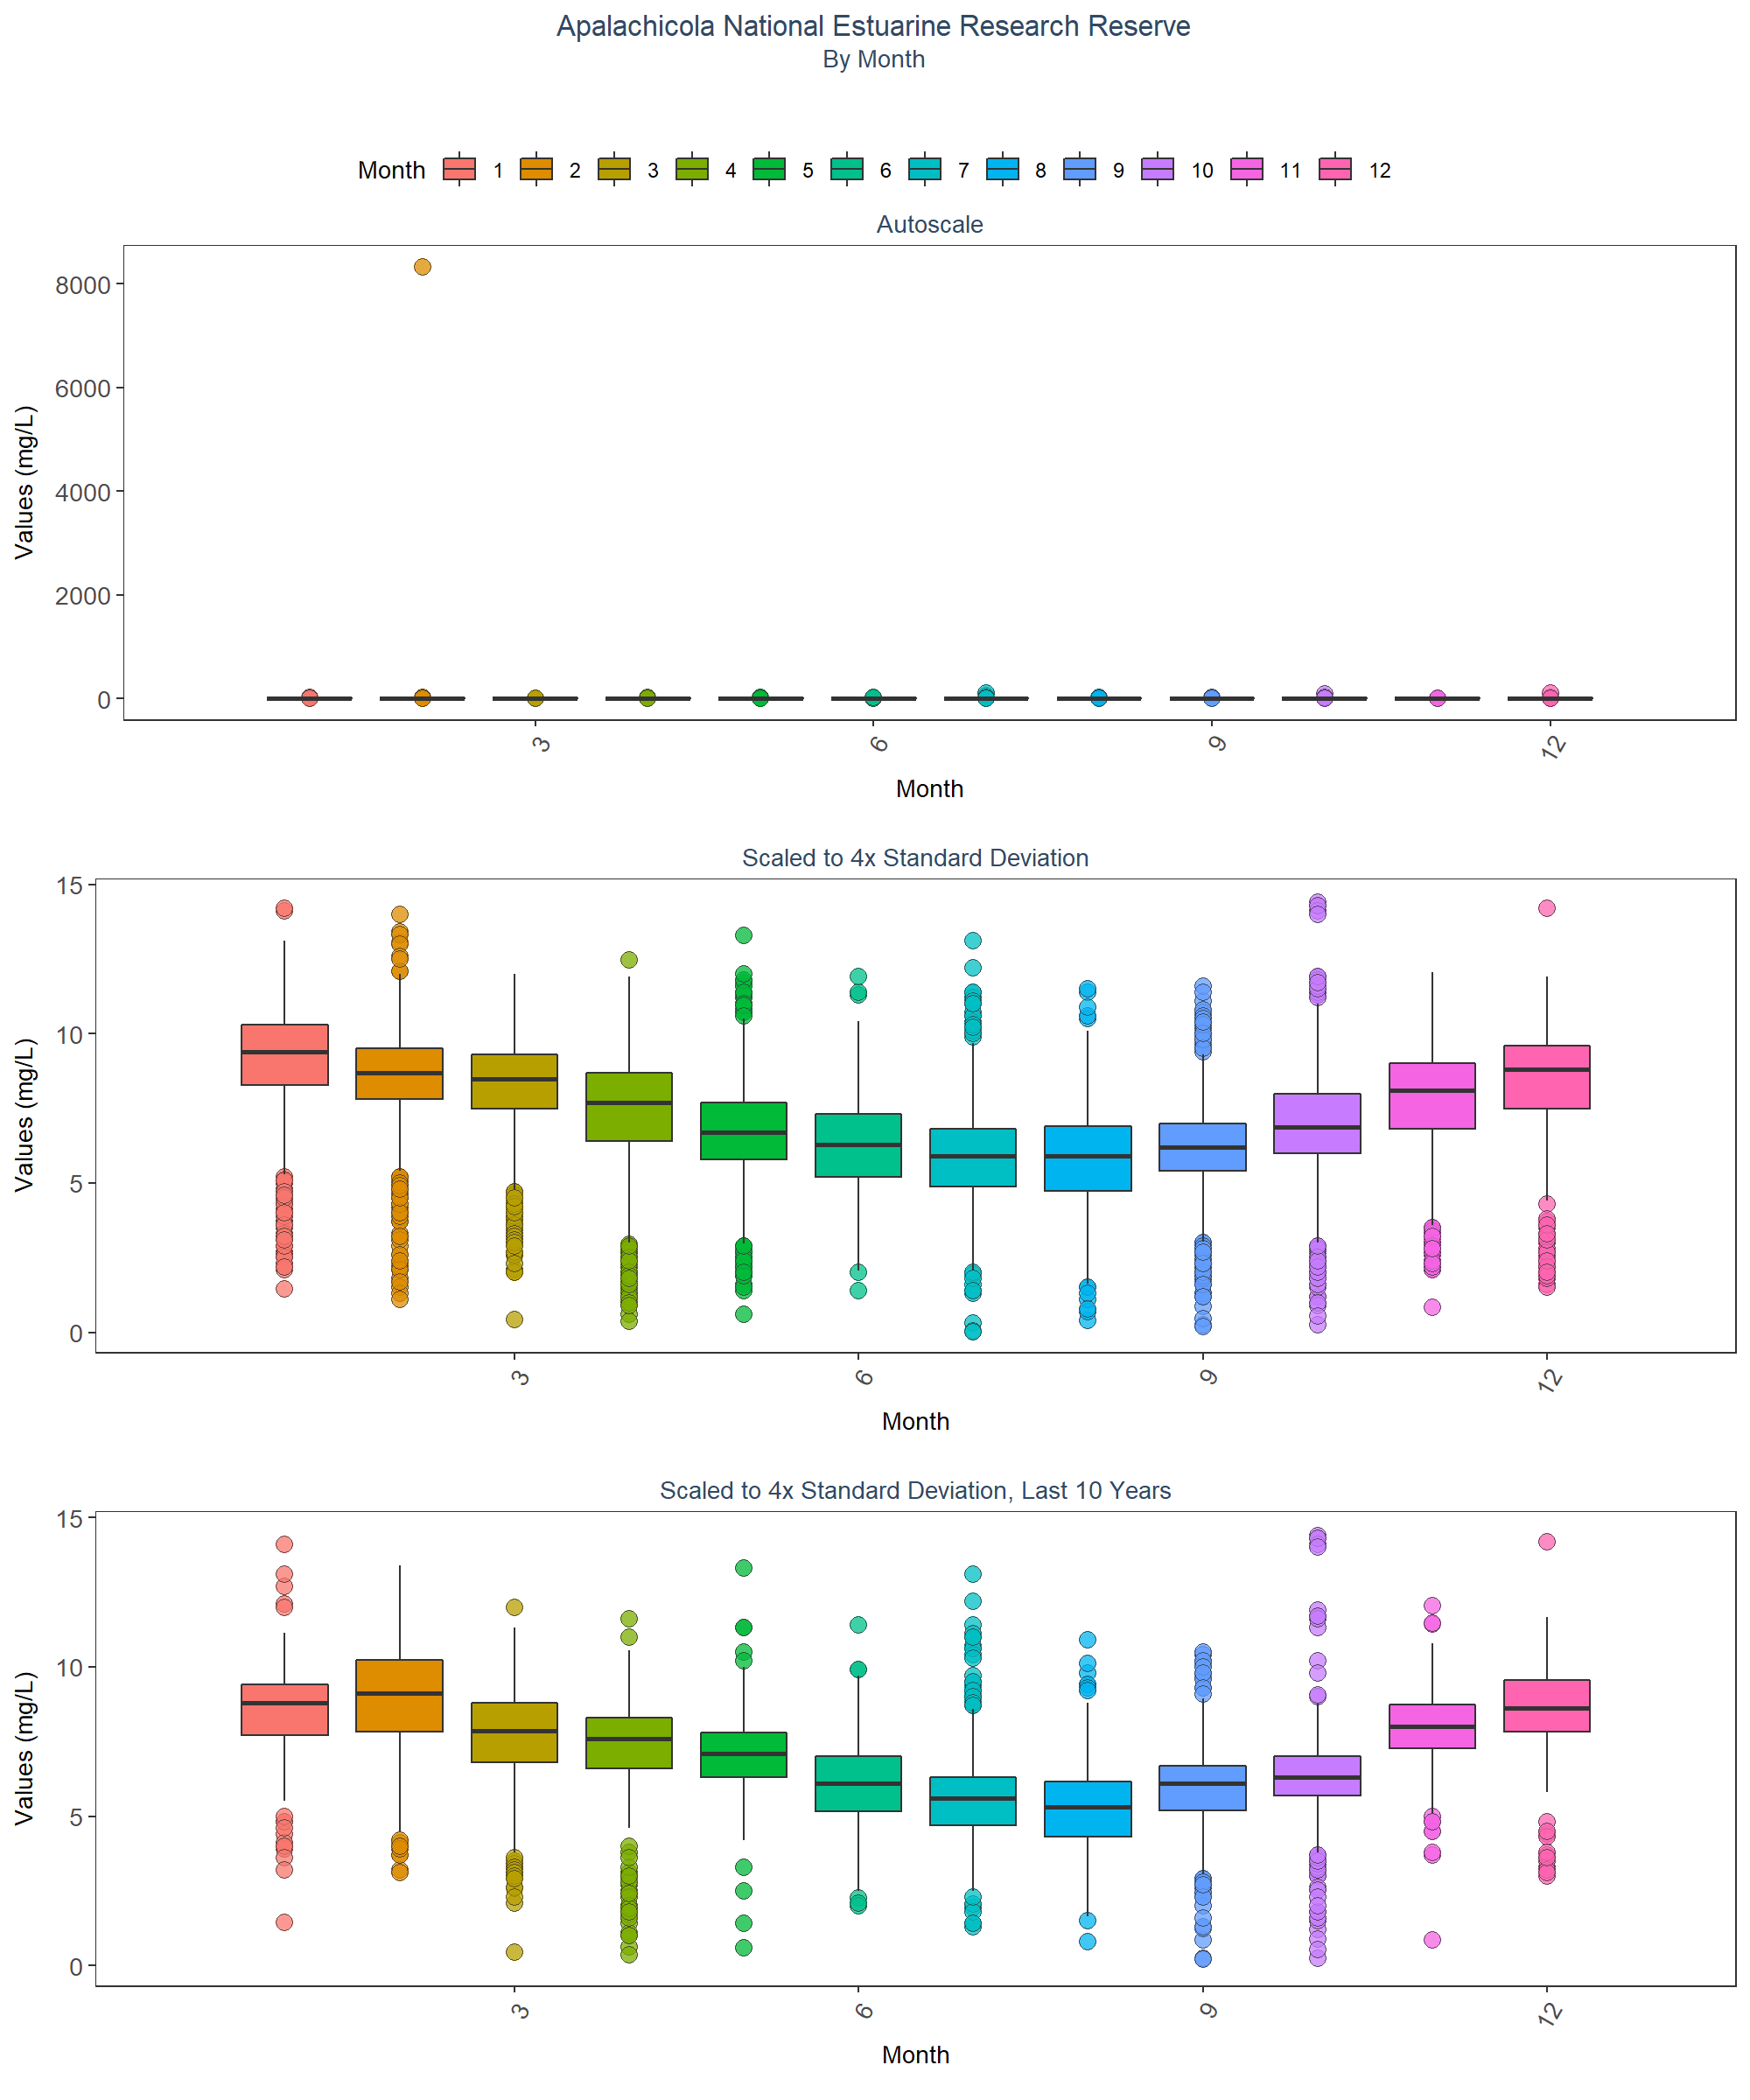 Apalachicola National Estuarine Research Reserve
By Month
Month 1 2 3 4 5 6 7 8 9 10 11 12
Autoscale
Values (mg/L)
8000
6000
4000
2000
0
3 6 9 12
Month
Scaled to 4x Standard Deviation
Values (mg/L)
15
10
5
0
3 6 9 12
Month
Scaled to 4x Standard Deviation, Last 10 Years
Values (mg/L)
15
10
5
0
3 6 9 12
Month